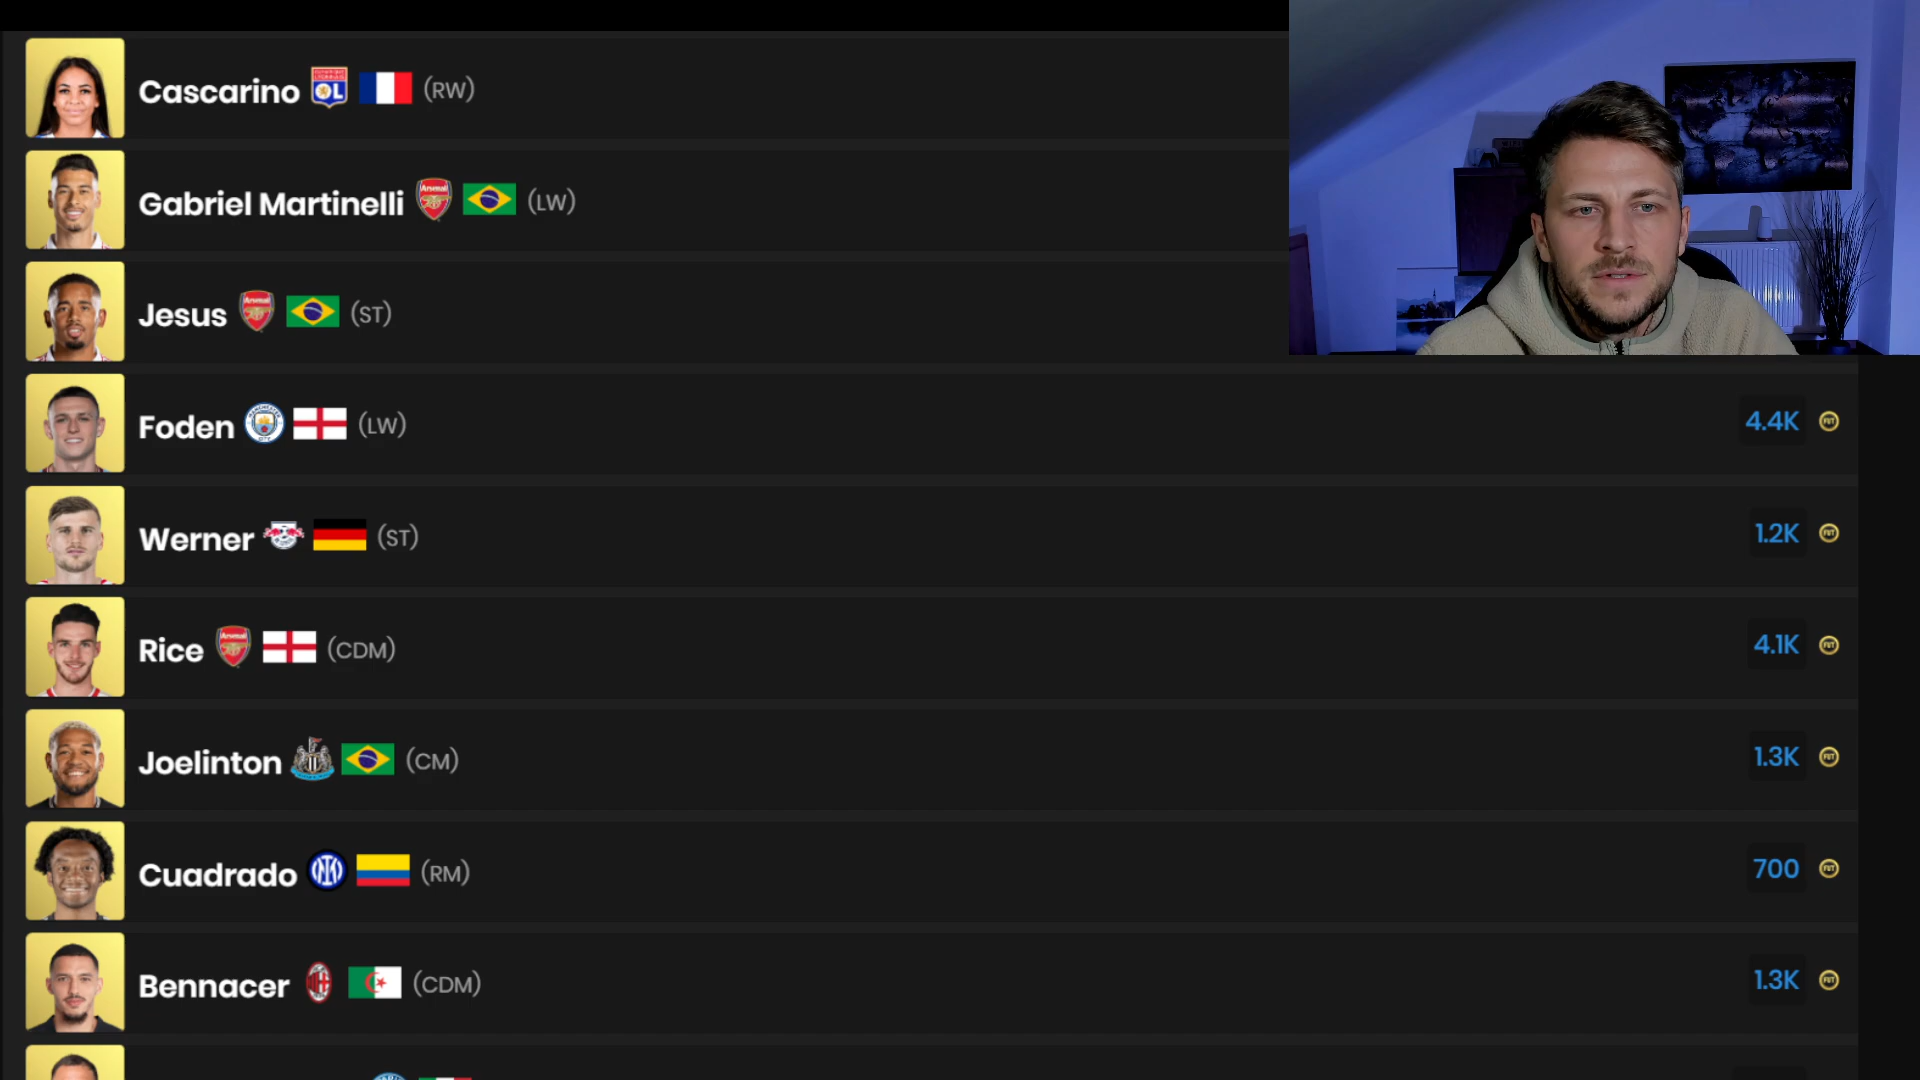 Cascarino (RW)
Gabriel Martinelli (LW)
Jesus (ST)
Foden (LW) 4.4K
Werner (ST) 1.2K
Rice (CDM) 4.1K
Joelinton (CM) 1.3K
Cuadrado (RM) 700
Bennacer (CDM) 1.3K